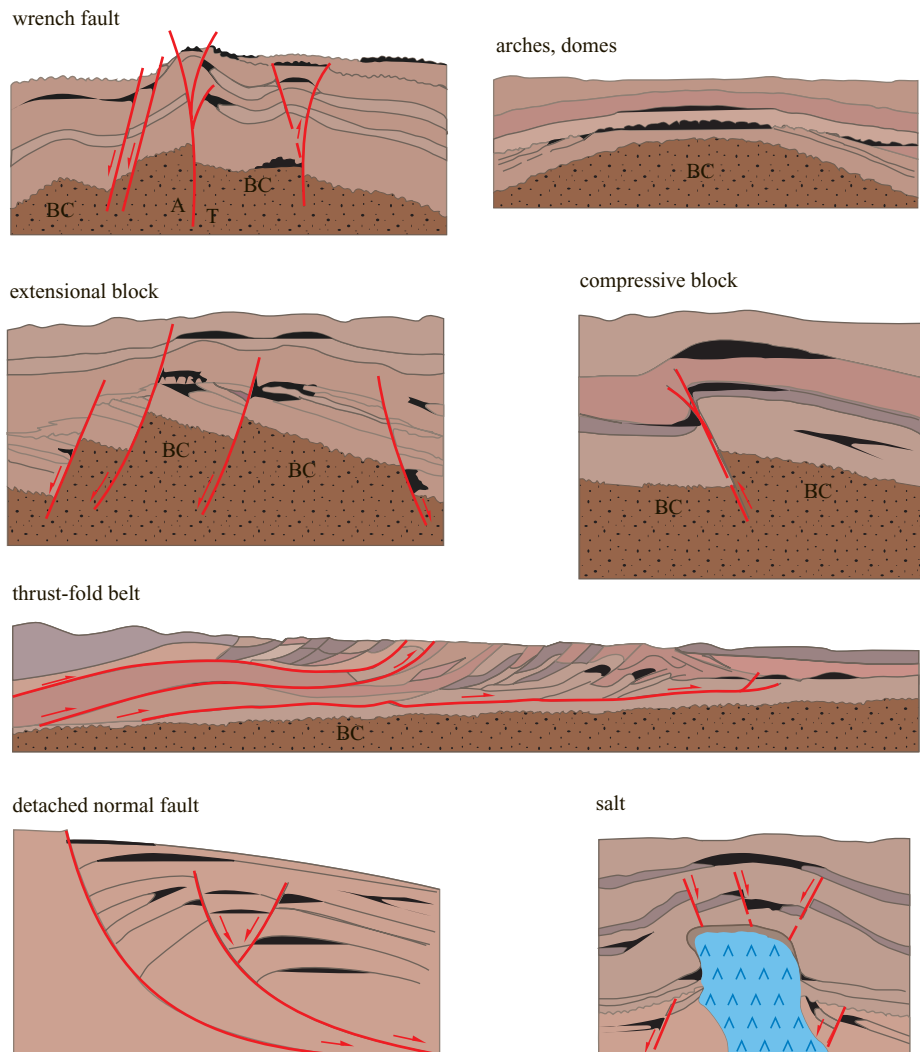 wrench fault
arches, domes
BC
BC
A
T
BC
extensional block
compressive block
BC
BC
BC
BC
thrust-fold belt
BC
detached normal fault
salt